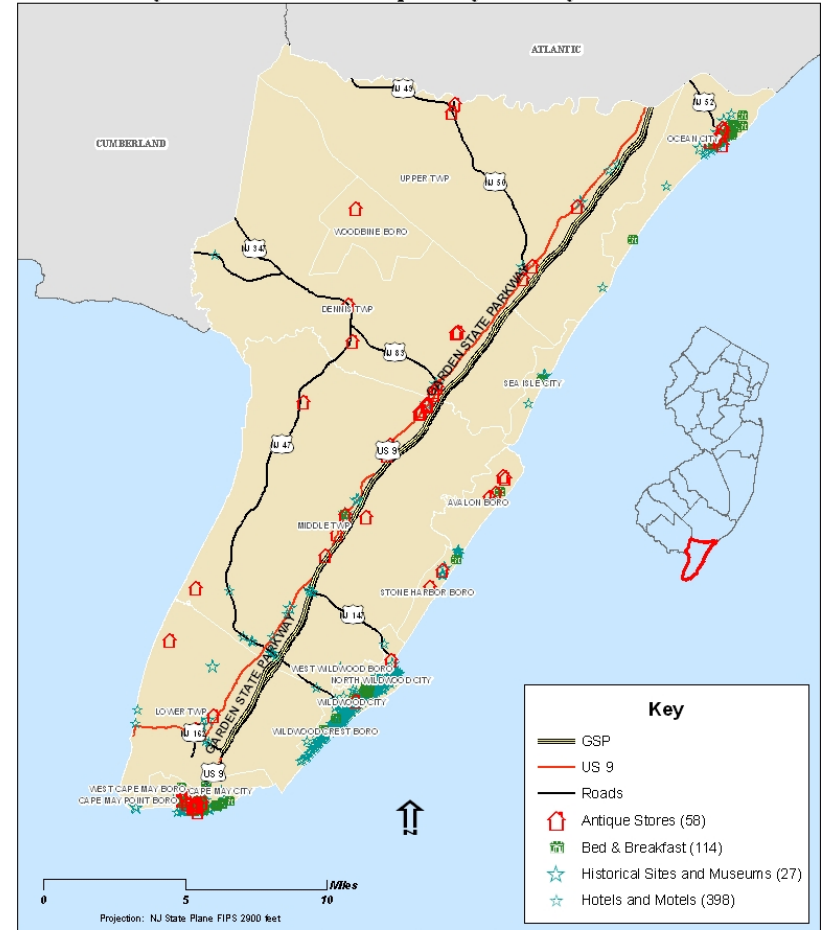 ATLANTIC
CUMBERLAND
NJ 49
NJ 52
OCEAN CITY
UPPER TWP
NJ 50
WOODBINE BORO
NJ 347
DENNIS TWP
GARDEN STATE PARKWAY
NJ 83
SEA ISLE CITY
NJ 47
US 9
AVALON BORO
MIDDLE TWP
STONE HARBOR BORO
NJ 147
GARDEN STATE PARKWAY
WEST WILDWOOD BORO
NORTH WILDWOOD CITY
WILDWOOD CITY
LOWER TWP
WILDWOOD CREST BORO
NJ 162
US 9
WEST CAPE MAY BORO
CAPE MAY CITY
CAPE MAY POINT BORO
N
Key
GSP
US 9
Roads
Antique Stores (58)
Bed & Breakfast (114)
Historical Sites and Museums (27)
Hotels and Motels (398)
Miles
0 5 10
Projection: NJ State Plane FIPS 2900 feet